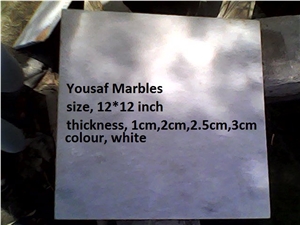 Yousaf Marbles
size, 12*12 inch
thickness, 1cm,2cm,2.5cm,3cm
colour, white